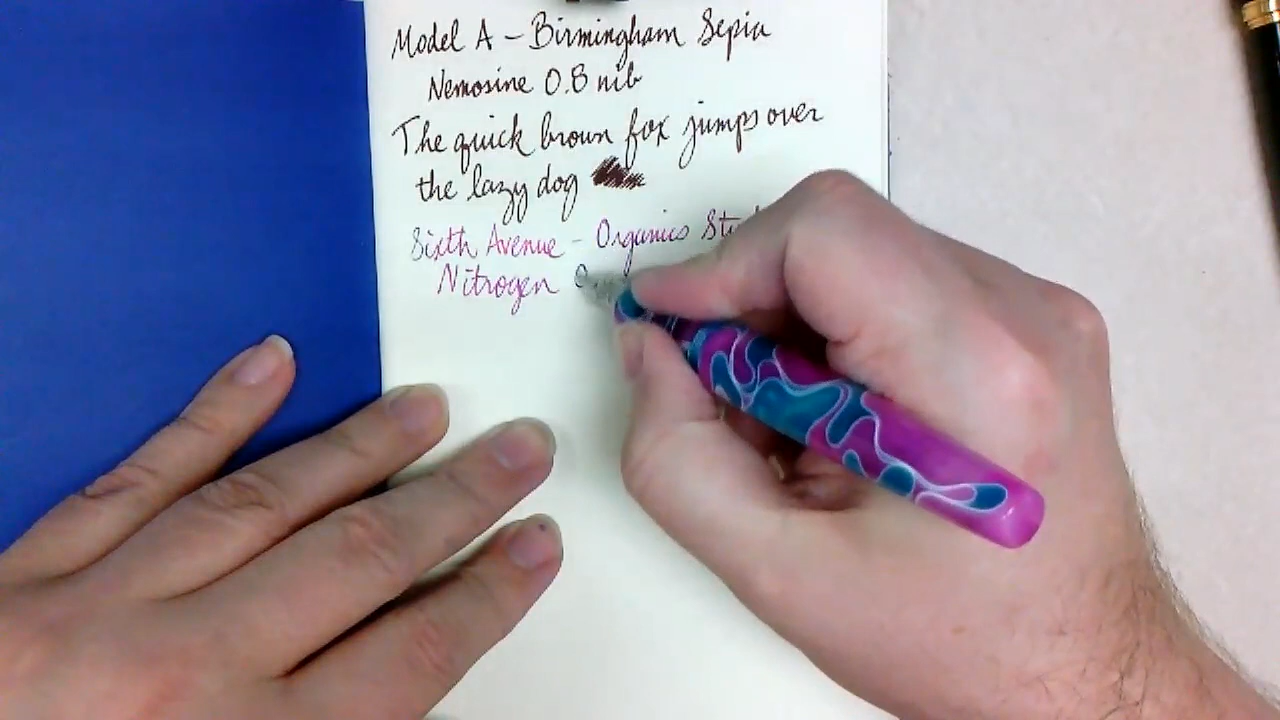 Model A - Birmingham Sepia
Nemosine 0.8 nib
The quick brown fox jumps over
the lazy dog
Sixth Avenue - Organics
Nitrogen